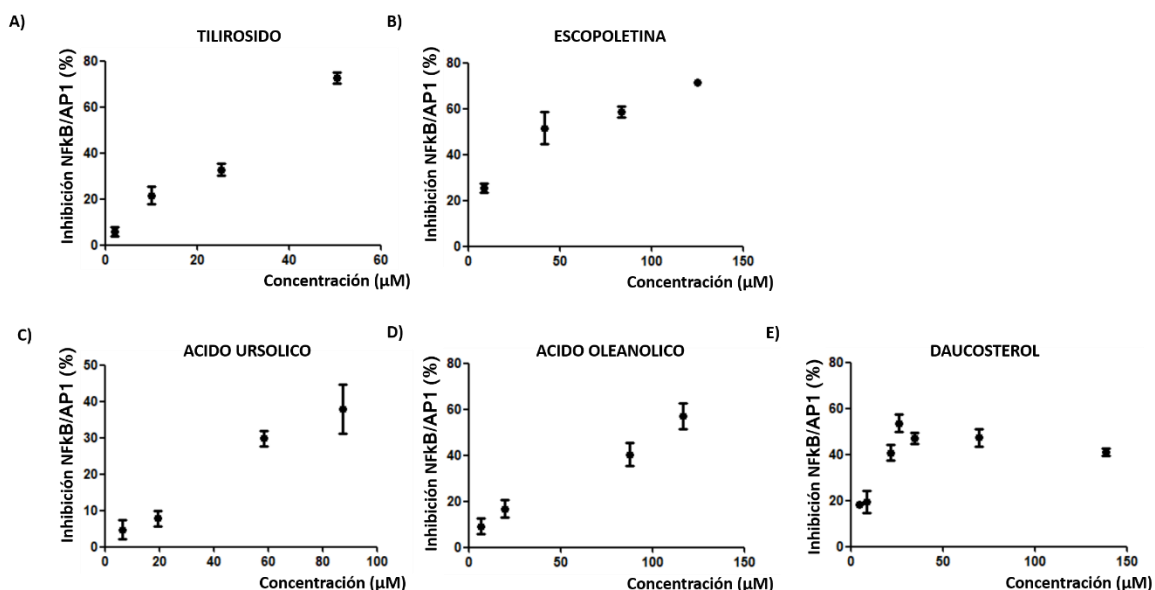 A)
TILIROSIDO
Inhibición NFkB/AP1 (%)
80
60
40
20
0
0 20 40 60
Concentración (µM)
B)
ESCOPOLETINA
Inhibición NFkB/AP1 (%)
80
60
40
20
0
0 50 100 150
Concentración (µM)
C)
ACIDO URSOLICO
Inhibición NFkB/AP1 (%)
50
40
30
20
10
0
0 20 40 60 80 100
Concentración (µM)
D)
ACIDO OLEANOLICO
Inhibición NFkB/AP1 (%)
80
60
40
20
0
0 50 100 150
Concentración (µM)
E)
DAUCOSTEROL
Inhibición NFkB/AP1 (%)
80
60
40
20
0
0 50 100 150
Concentración (µM)